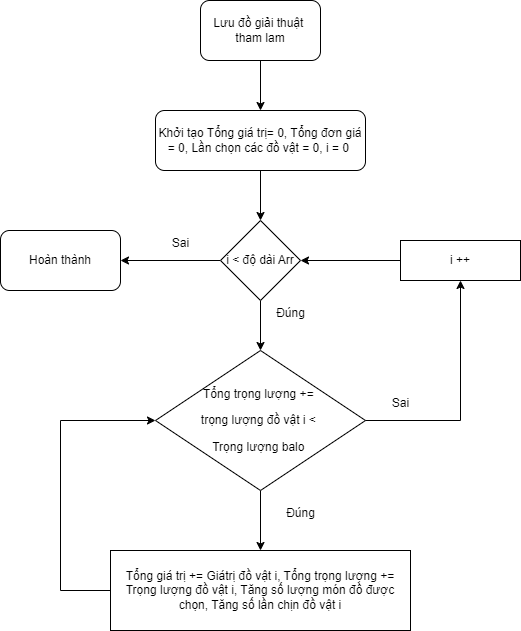 Lưu đồ giải thuật
tham lam
Khởi tạo Tổng giá trị= 0, Tổng đơn giá
= 0, Lần chọn các đồ vật = 0, i = 0
Sai
Hoàn thành
i < độ dài Arr
i ++
Đúng
Tổng trọng lượng +=
trọng lượng đồ vật i <
Trọng lượng balo
Sai
Đúng
Tổng giá trị += Giátrị đồ vật i, Tổng trọng lượng +=
Trọng lượng đồ vật i, Tăng số lượng món đồ được
chọn, Tăng số lần chịn đồ vật i